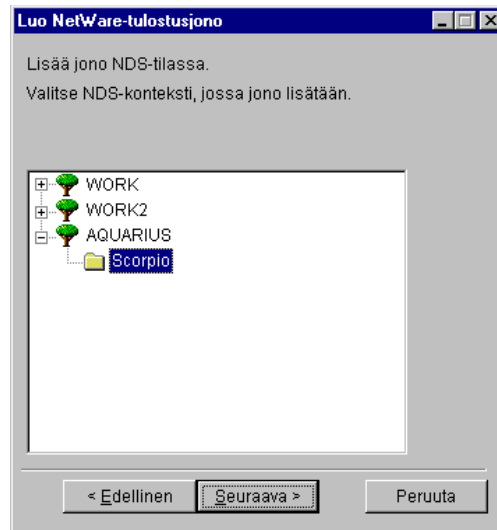 Luo NetWare-tulostusjono
Lisää jono NDS-tilassa.
Valitse NDS-konteksti, jossa jono lisätään.
WORK
WORK2
AQUARIUS
Scorpio
< Edellinen Seuraava > Peruuta